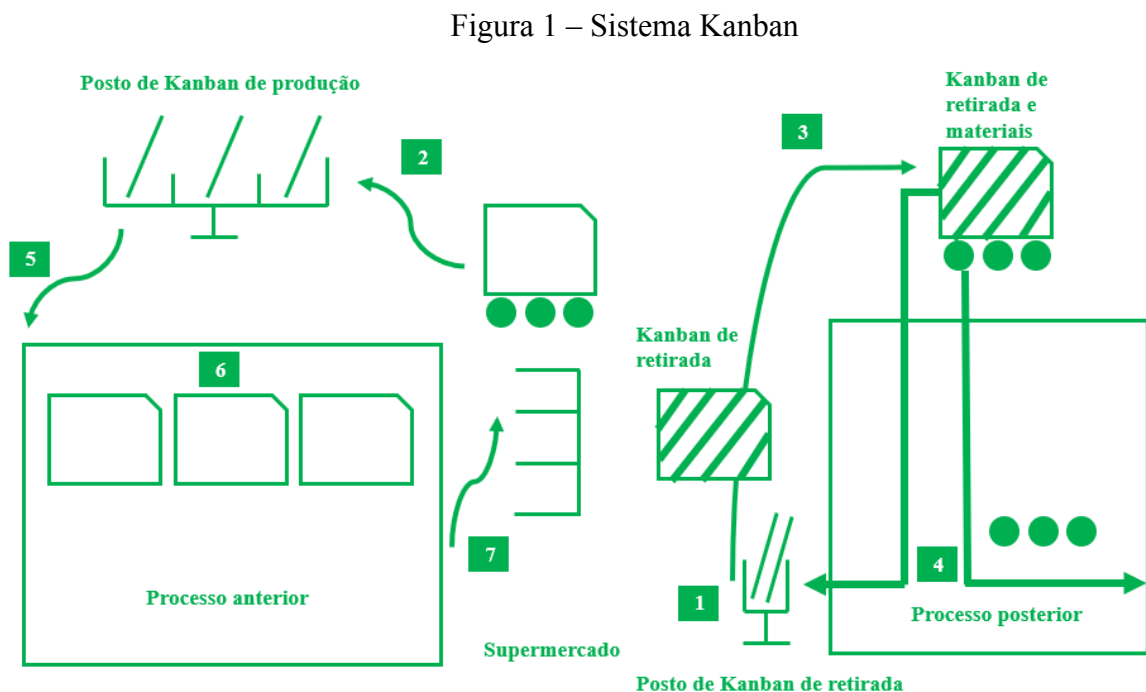 Figura 1 – Sistema Kanban
Posto de Kanban de produção
Kanban de
retirada e
materiais
3
2
5
Kanban de
retirada
6
7
4
1
Processo anterior
Processo posterior
Supermercado
Posto de Kanban de retirada